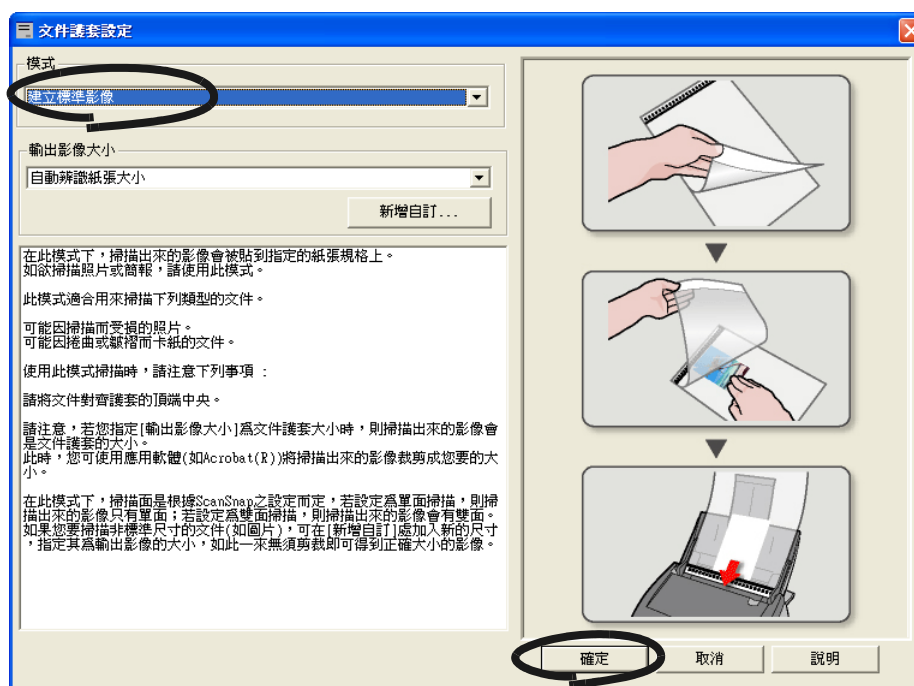 文件護套設定
模式
建立標準影像
輸出影像大小
自動辨識紙張大小
新增自訂...
在此模式下，掃描出來的影像會被貼到指定的紙張規格上。
如欲掃描照片或簡報，請使用此模式。
此模式適合用來掃描下列類型的文件。
可能因掃描而受損的照片。
可能因捲曲或皺褶而卡紙的文件。
使用此模式掃描時，請注意下列事項：
請將文件對齊護套的頂端中央。
請注意，若您指定[輸出影像大小]為文件護套大小時，則掃描出來的影像會
是文件護套的大小。
此時，您可使用應用軟體(如Acrobat(R))將掃描出來的影像裁剪成您要的大
小。
在此模式下，掃描面是根據ScanSnap之設定而定，若設定為單面掃描，則掃
描出來的影像只有單面；若設定為雙面掃描，則掃描出來的影像會有雙面。
如果您要掃描非標準尺寸的文件(如圖片)，可在[新增自訂]處加入新的尺寸
，指定其為輸出影像的大小，如此一來無須剪裁即可得到正確大小的影像。
確定
取消
說明